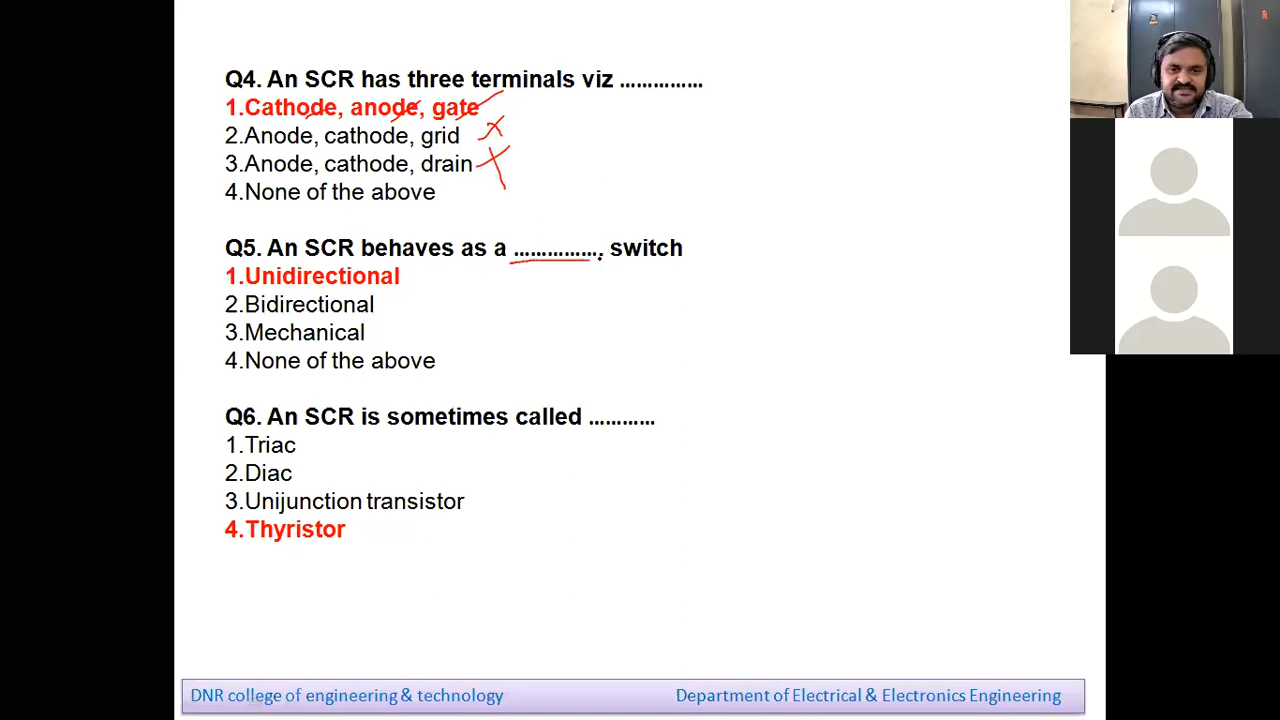 Q4. An SCR has three terminals viz ……………
1.Cathode, anode, gate
2.Anode, cathode, grid
3.Anode, cathode, drain
4.None of the above
Q5. An SCR behaves as a ……………. switch
1.Unidirectional
2.Bidirectional
3.Mechanical
4.None of the above
Q6. An SCR is sometimes called …………
1.Triac
2.Diac
3.Unijunction transistor
4.Thyristor
DNR college of engineering & technology
Department of Electrical & Electronics Engineering